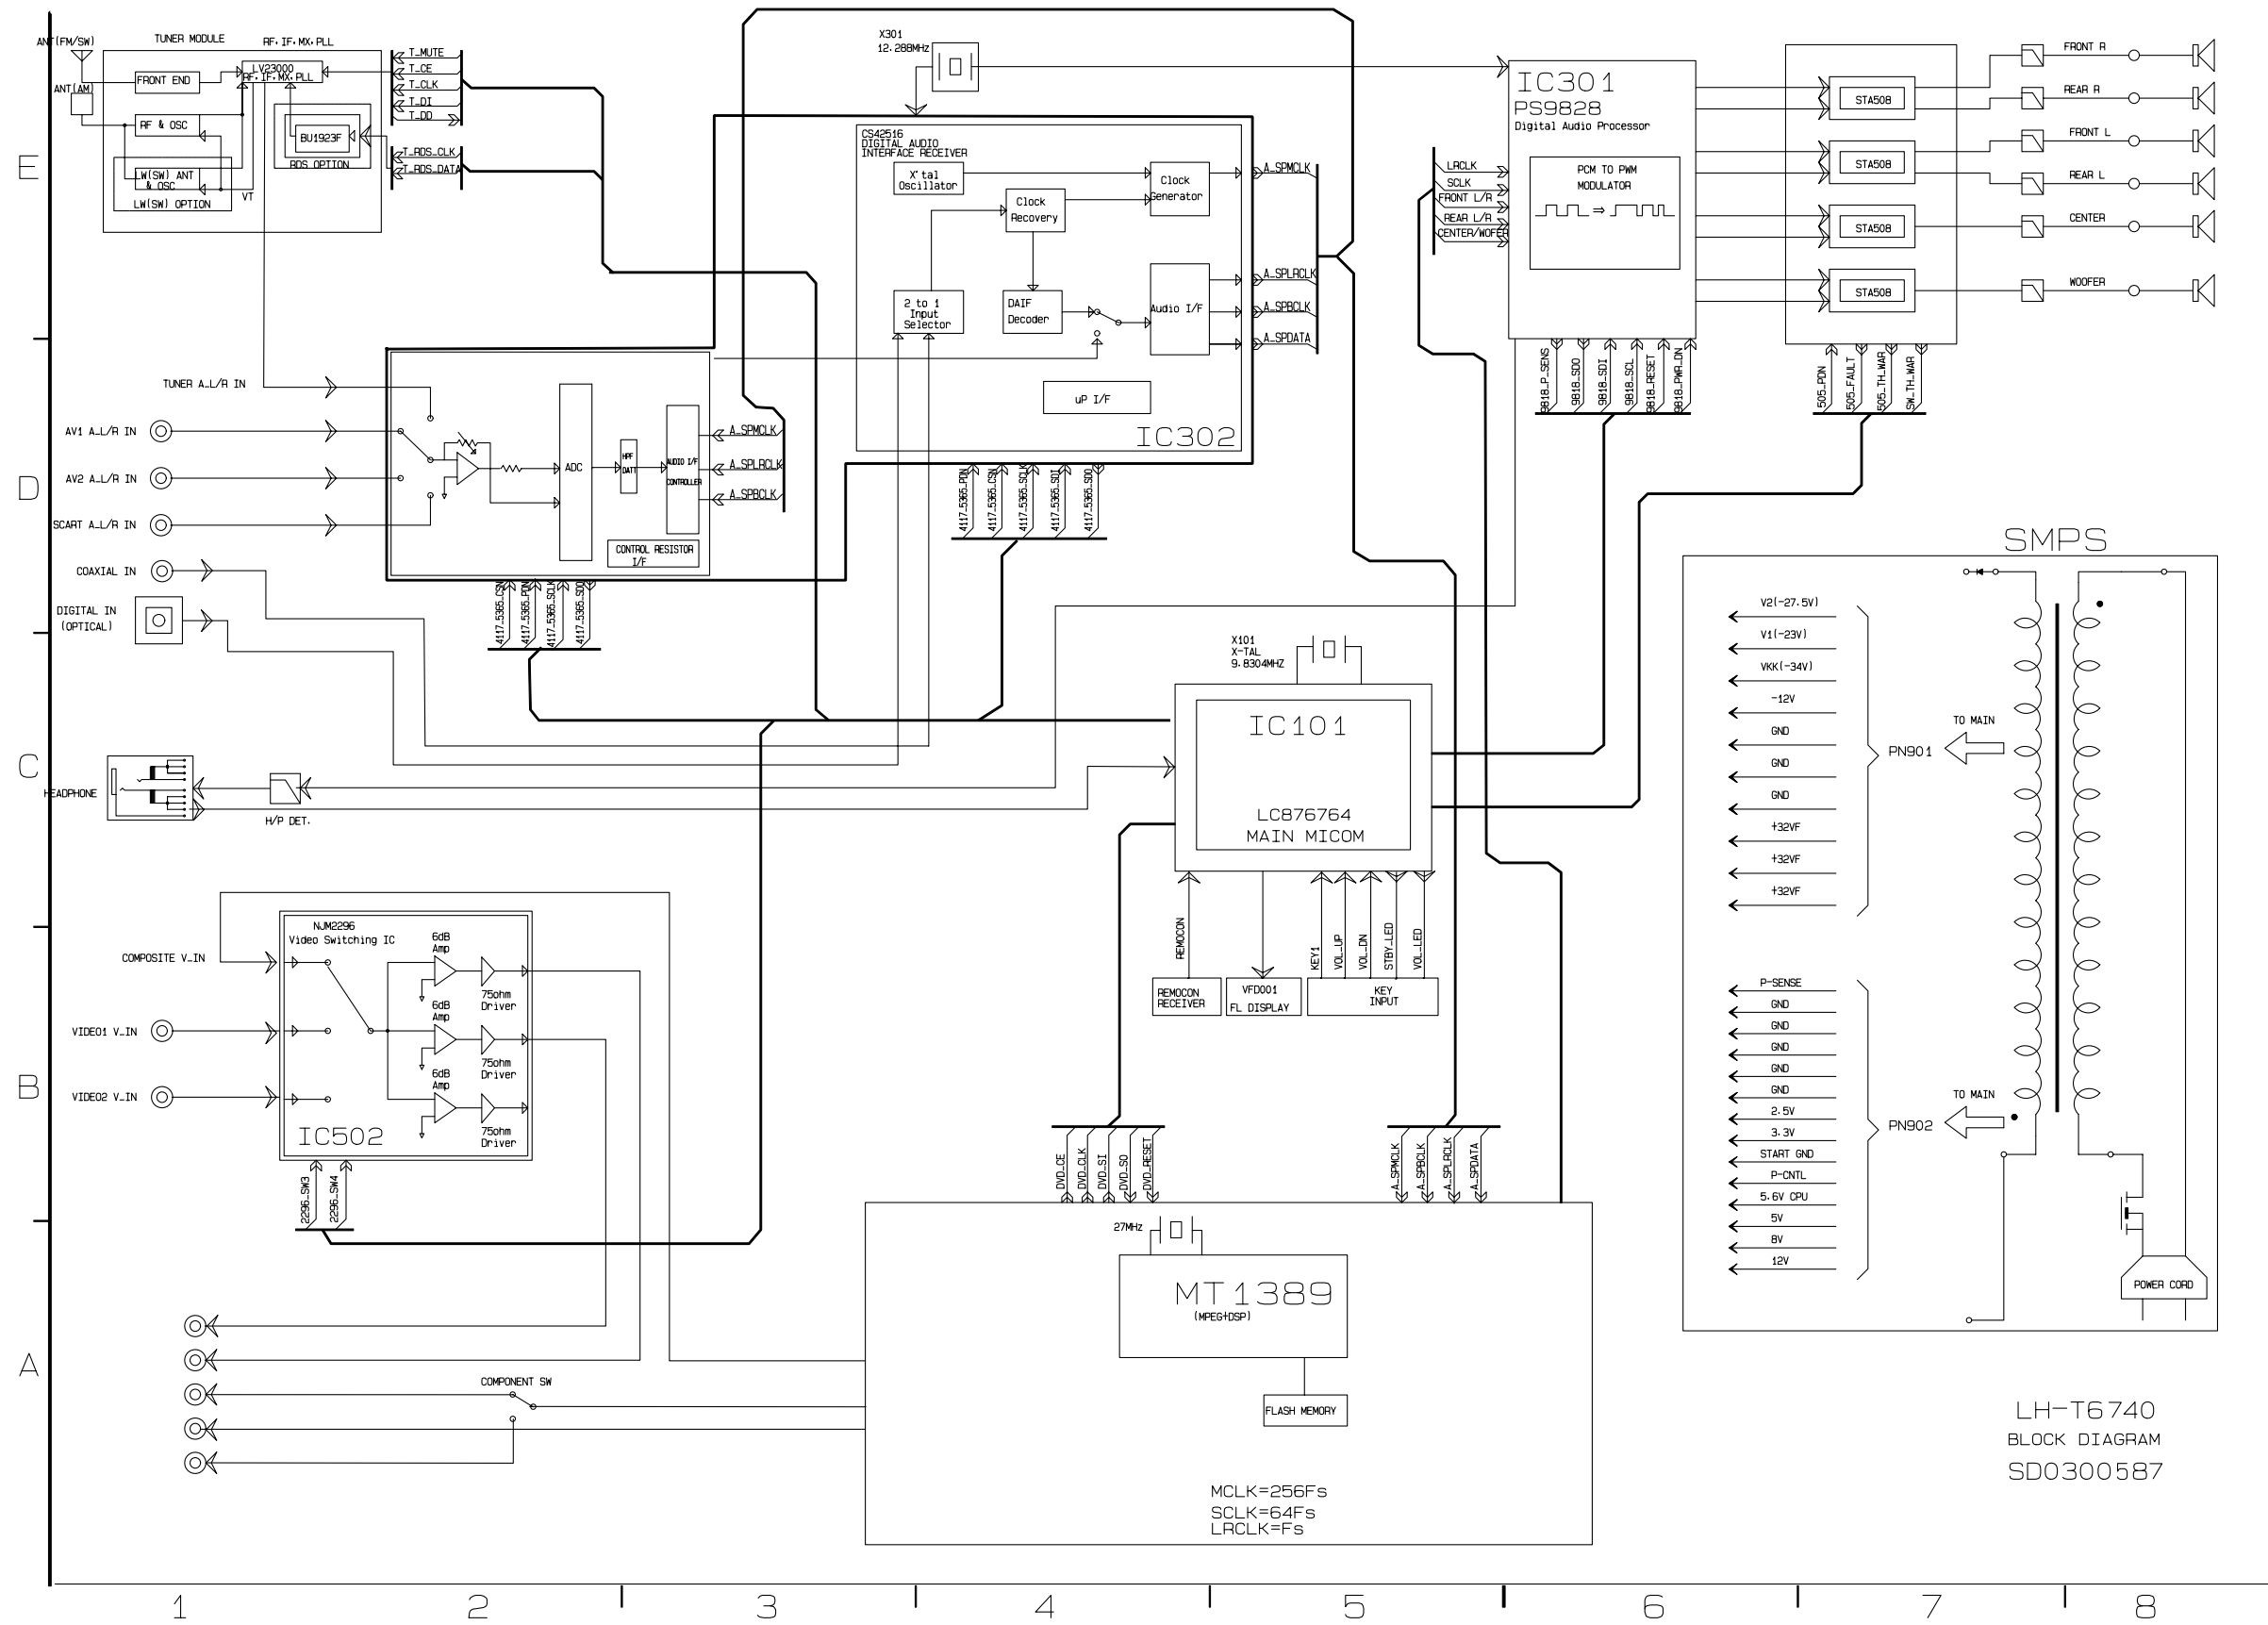 ANT(FM/SW)
TUNER MODULE
RF, IF, MX, PLL
FRONT END
LV23000
RF, IF, MX, PLL
ANT(AM)
RF & OSC
BU1923F
RDS OPTION
LW(SW) ANT
& OSC
LW(SW) OPTION
VT
T_MUTE
T_CE
T_CLK
T_DI
T_DO
T_RDS_CLK
T_RDS_DATA
X301
12.288MHz
CS42516
DIGITAL AUDIO
INTERFACE RECEIVER
X'tal
Oscillator
Clock
Recovery
Clock
Generator
2 to 1
Input
Selector
DAIF
Decoder
Audio I/F
uP I/F
IC302
A_SPMCLK
A_SPLRCLK
A_SPBCLK
A_SPDATA
4117_5365_PDN
4117_5365_CSN
4117_5365_SCLK
4117_5365_SDI
4117_5365_SDO
IC301
PS9828
Digital Audio Processor
PCM TO PWM
MODULATOR
LRCLK
SCLK
FRONT L/R
REAR L/R
CENTER/WOFER
9818_P_SENS
9818_SDO
9818_SDI
9818_SCL
9818_RESET
9818_PWR_DN
STA508
STA508
STA508
STA508
505_PDN
505_FAULT
505_TH_WAR
SW_TH_WAR
FRONT R
REAR R
FRONT L
REAR L
CENTER
WOOFER
TUNER A_L/R IN
AV1 A_L/R IN
AV2 A_L/R IN
SCART A_L/R IN
COAXIAL IN
DIGITAL IN
(OPTICAL)
ADC
HPF
DATT
AUDIO I/F
CONTROLLER
CONTROL RESISTOR
I/F
A_SPMCLK
A_SPLRCLK
A_SPBCLK
4117_5365_CSN
4117_5365_PDN
4117_5365_SCLK
4117_5365_SDO
HEADPHONE
H/P DET.
X101
X-TAL
9.8304MHZ
IC101
LC876764
MAIN MICOM
REMOCON
KEY1
VOL_UP
VOL_DN
STBY_LED
VOL_LED
REMOCON
RECEIVER
VFD001
FL DISPLAY
KEY
INPUT
NJM2296
Video Switching IC
6dB
Amp
75ohm
Driver
6dB
Amp
75ohm
Driver
6dB
Amp
75ohm
Driver
IC502
COMPOSITE V_IN
VIDEO1 V_IN
VIDEO2 V_IN
2296_SW3
2296_SW4
COMPONENT SW
DVD_CE
DVD_CLK
DVD_SI
DVD_SO
DVD_RESET
A_SPMCLK
A_SPBCLK
A_SPLRCLK
A_SPDATA
27MHz
MT1389
(MPEG+DSP)
FLASH MEMORY
MCLK=256Fs
SCLK=64Fs
LRCLK=Fs
SMPS
V2(-27.5V)
V1(-23V)
VKK(-34V)
-12V
GND
GND
GND
+32VF
+32VF
+32VF
PN901
TO MAIN
P-SENSE
GND
GND
GND
GND
GND
2.5V
3.3V
START GND
P-CNTL
5.6V CPU
5V
8V
12V
PN902
TO MAIN
POWER CORD
LH-T6740
BLOCK DIAGRAM
SD0300587
E
D
C
B
A
1 2 3 4 5 6 7 8